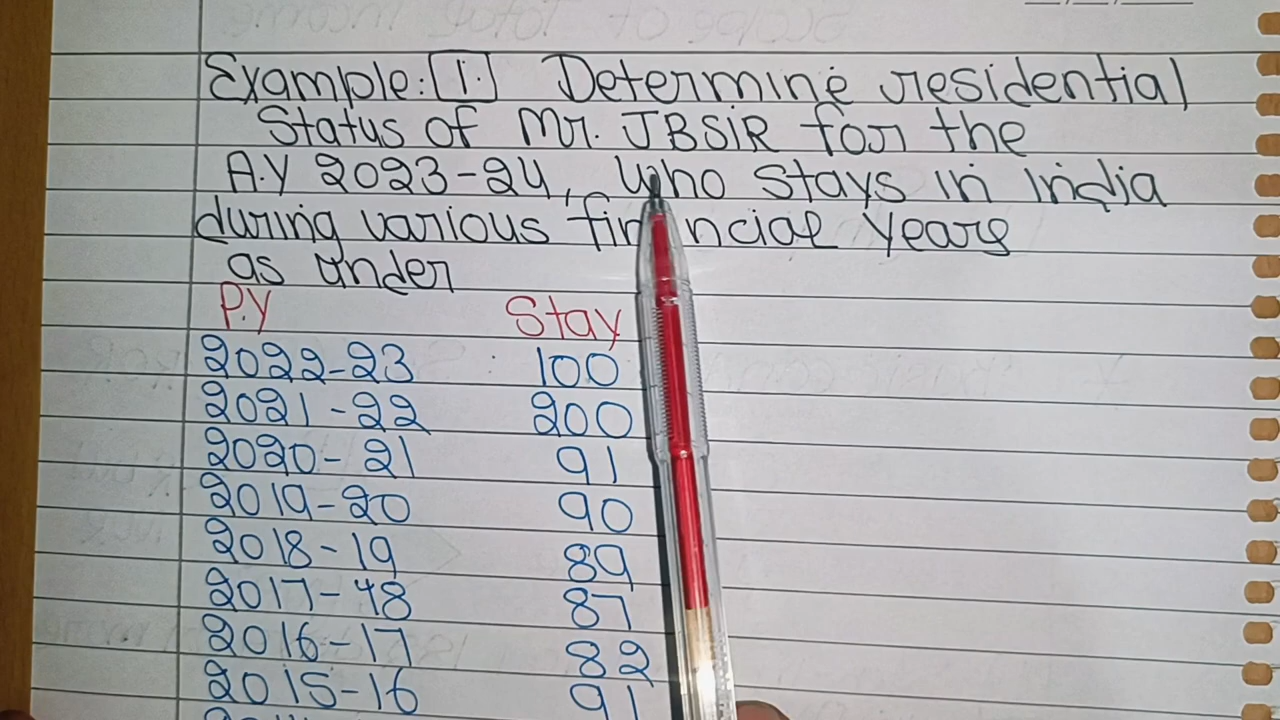 Example:[1.] Determine residential
Status of Mr. JBSIR for the
A.Y 2023-24, Who stays in India
during various financial years
as under
P.Y Stay
2022-23 100
2021-22 200
2020-21 91
2019-20 90
2018-19 89
2017-48 87
2016-17 82
2015-16 91